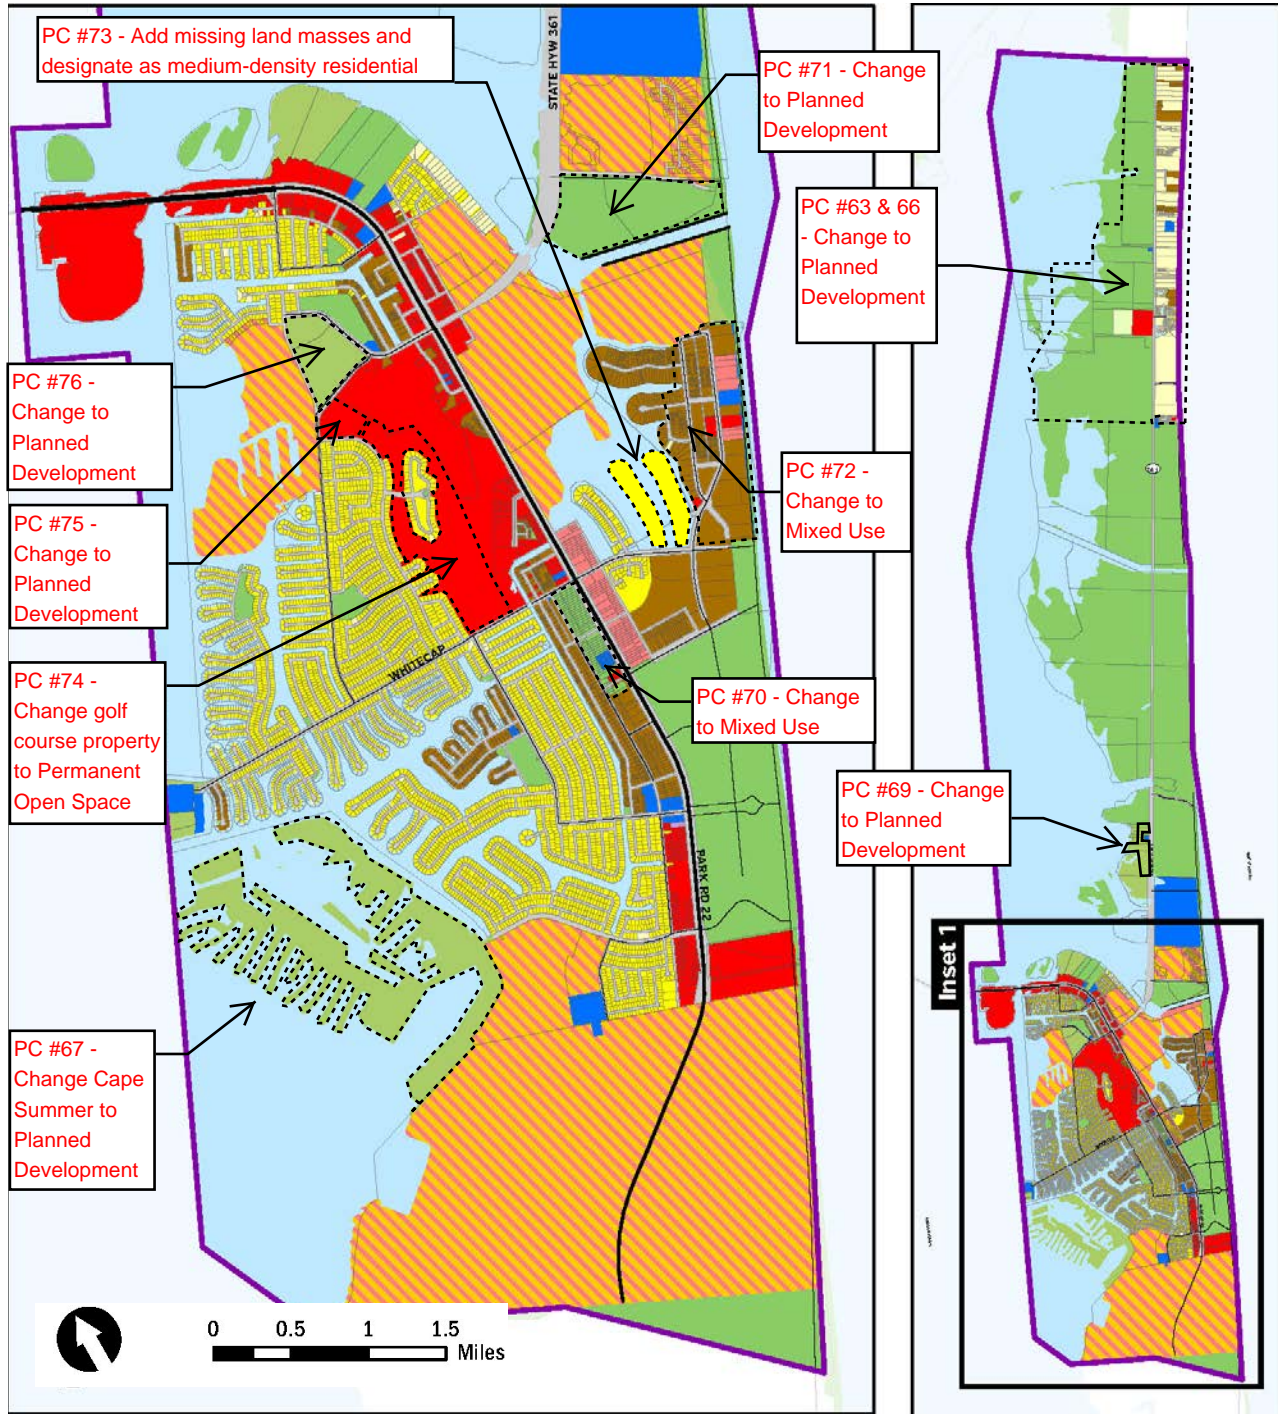 PC #73 - Add missing land masses and
designate as medium-density residential
STATE HYW 361
PC #71 - Change
to Planned
Development
PC #63 & 66
- Change to
Planned
Development
PC #76 -
Change to
Planned
Development
PC #72 -
Change to
Mixed Use
PC #75 -
Change to
Planned
Development
WHITECAP
PC #74 -
Change golf
course property
to Permanent
Open Space
PC #70 - Change
to Mixed Use
PC #69 - Change
to Planned
Development
PARK RD 22
Inset 1
PC #67 -
Change Cape
Summer to
Planned
Development
0 0.5 1 1.5
Miles